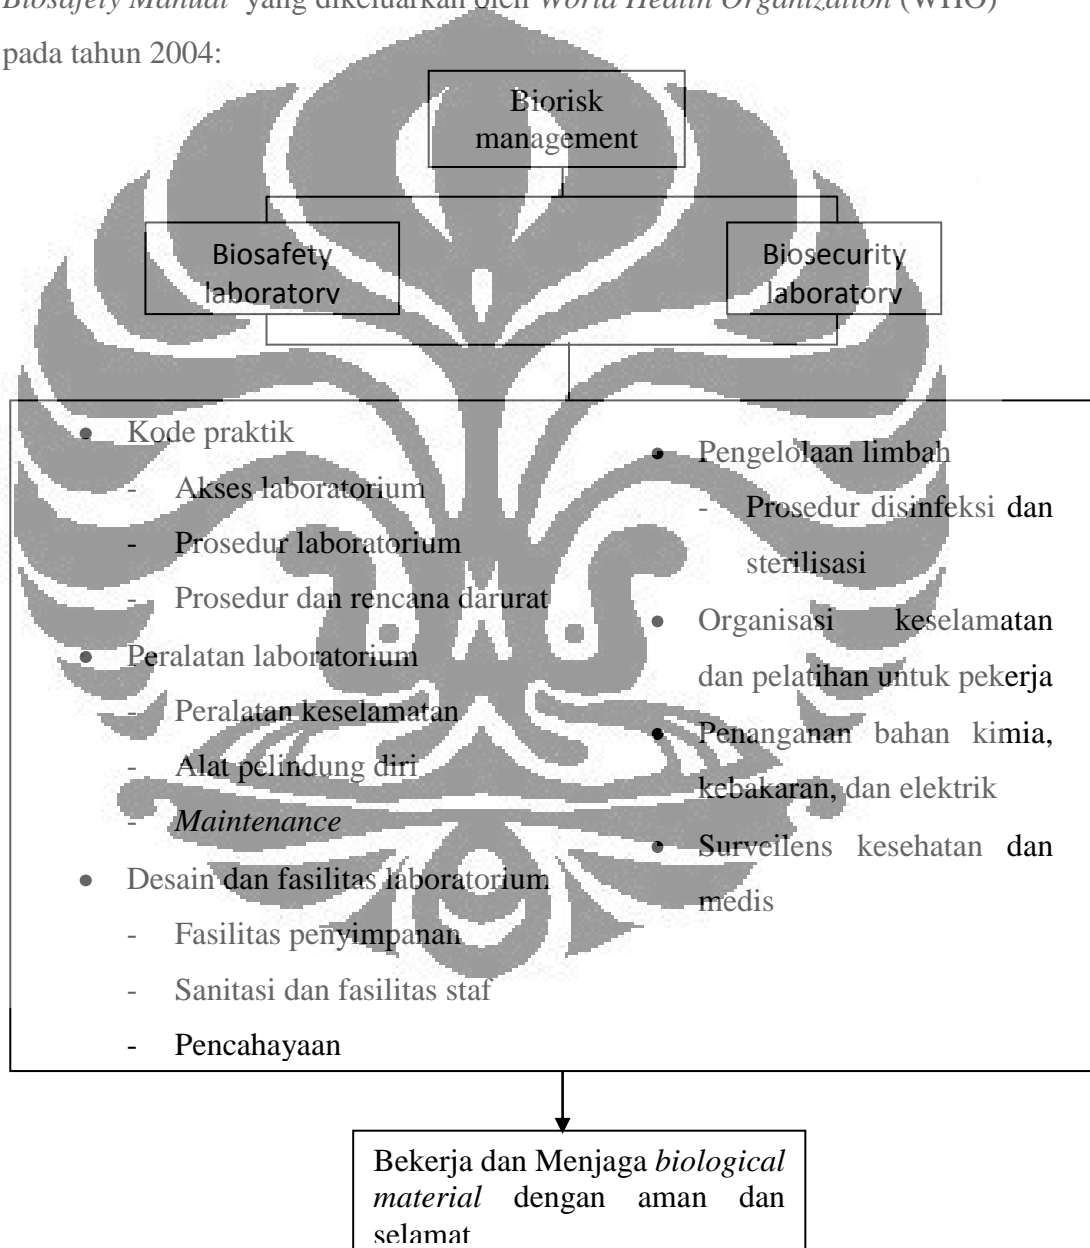 Biosafety Manual" yang dikeluarkan oleh World Health Organization (WHO)
pada tahun 2004:
Biorisk
management
Biosafety
laboratory
Biosecurity
laboratory
• Kode praktik
- Akses laboratorium
- Prosedur laboratorium
- Prosedur dan rencana darurat
• Peralatan laboratorium
- Peralatan keselamatan
- Alat pelindung diri
- Maintenance
• Desain dan fasilitas laboratorium
- Fasilitas penyimpanan
- Sanitasi dan fasilitas staf
- Pencahayaan
• Pengelolaan limbah
- Prosedur disinfeksi dan
sterilisasi
• Organisasi keselamatan
dan pelatihan untuk pekerja
• Penanganan bahan kimia,
kebakaran, dan elektrik
• Surveilens kesehatan dan
medis
Bekerja dan Menjaga biological
material dengan aman dan
selamat